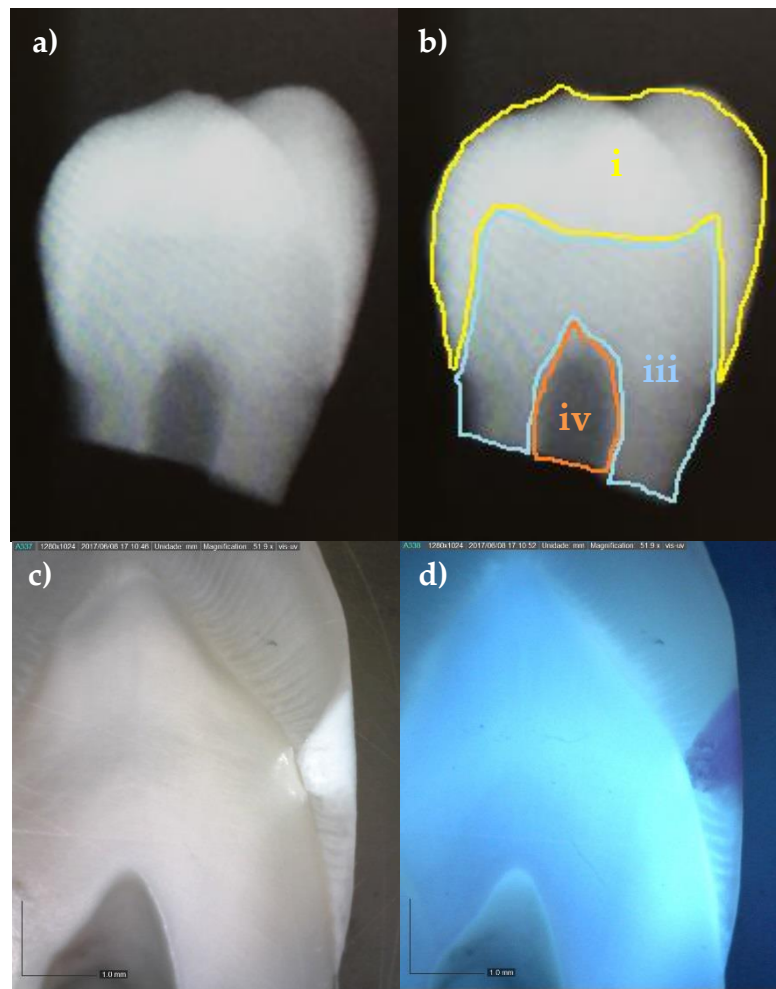 a)
b)
i
iii
iv
A337 1280x1024 2017/06/08 17:10:46 Unidade: mm Magnification: 51.9 x vis-uv
A338 1280x1024 2017/06/08 17:10:52 Unidade: mm Magnification: 51.9 x vis-uv
c)
d)
1.0 mm
1.0 mm